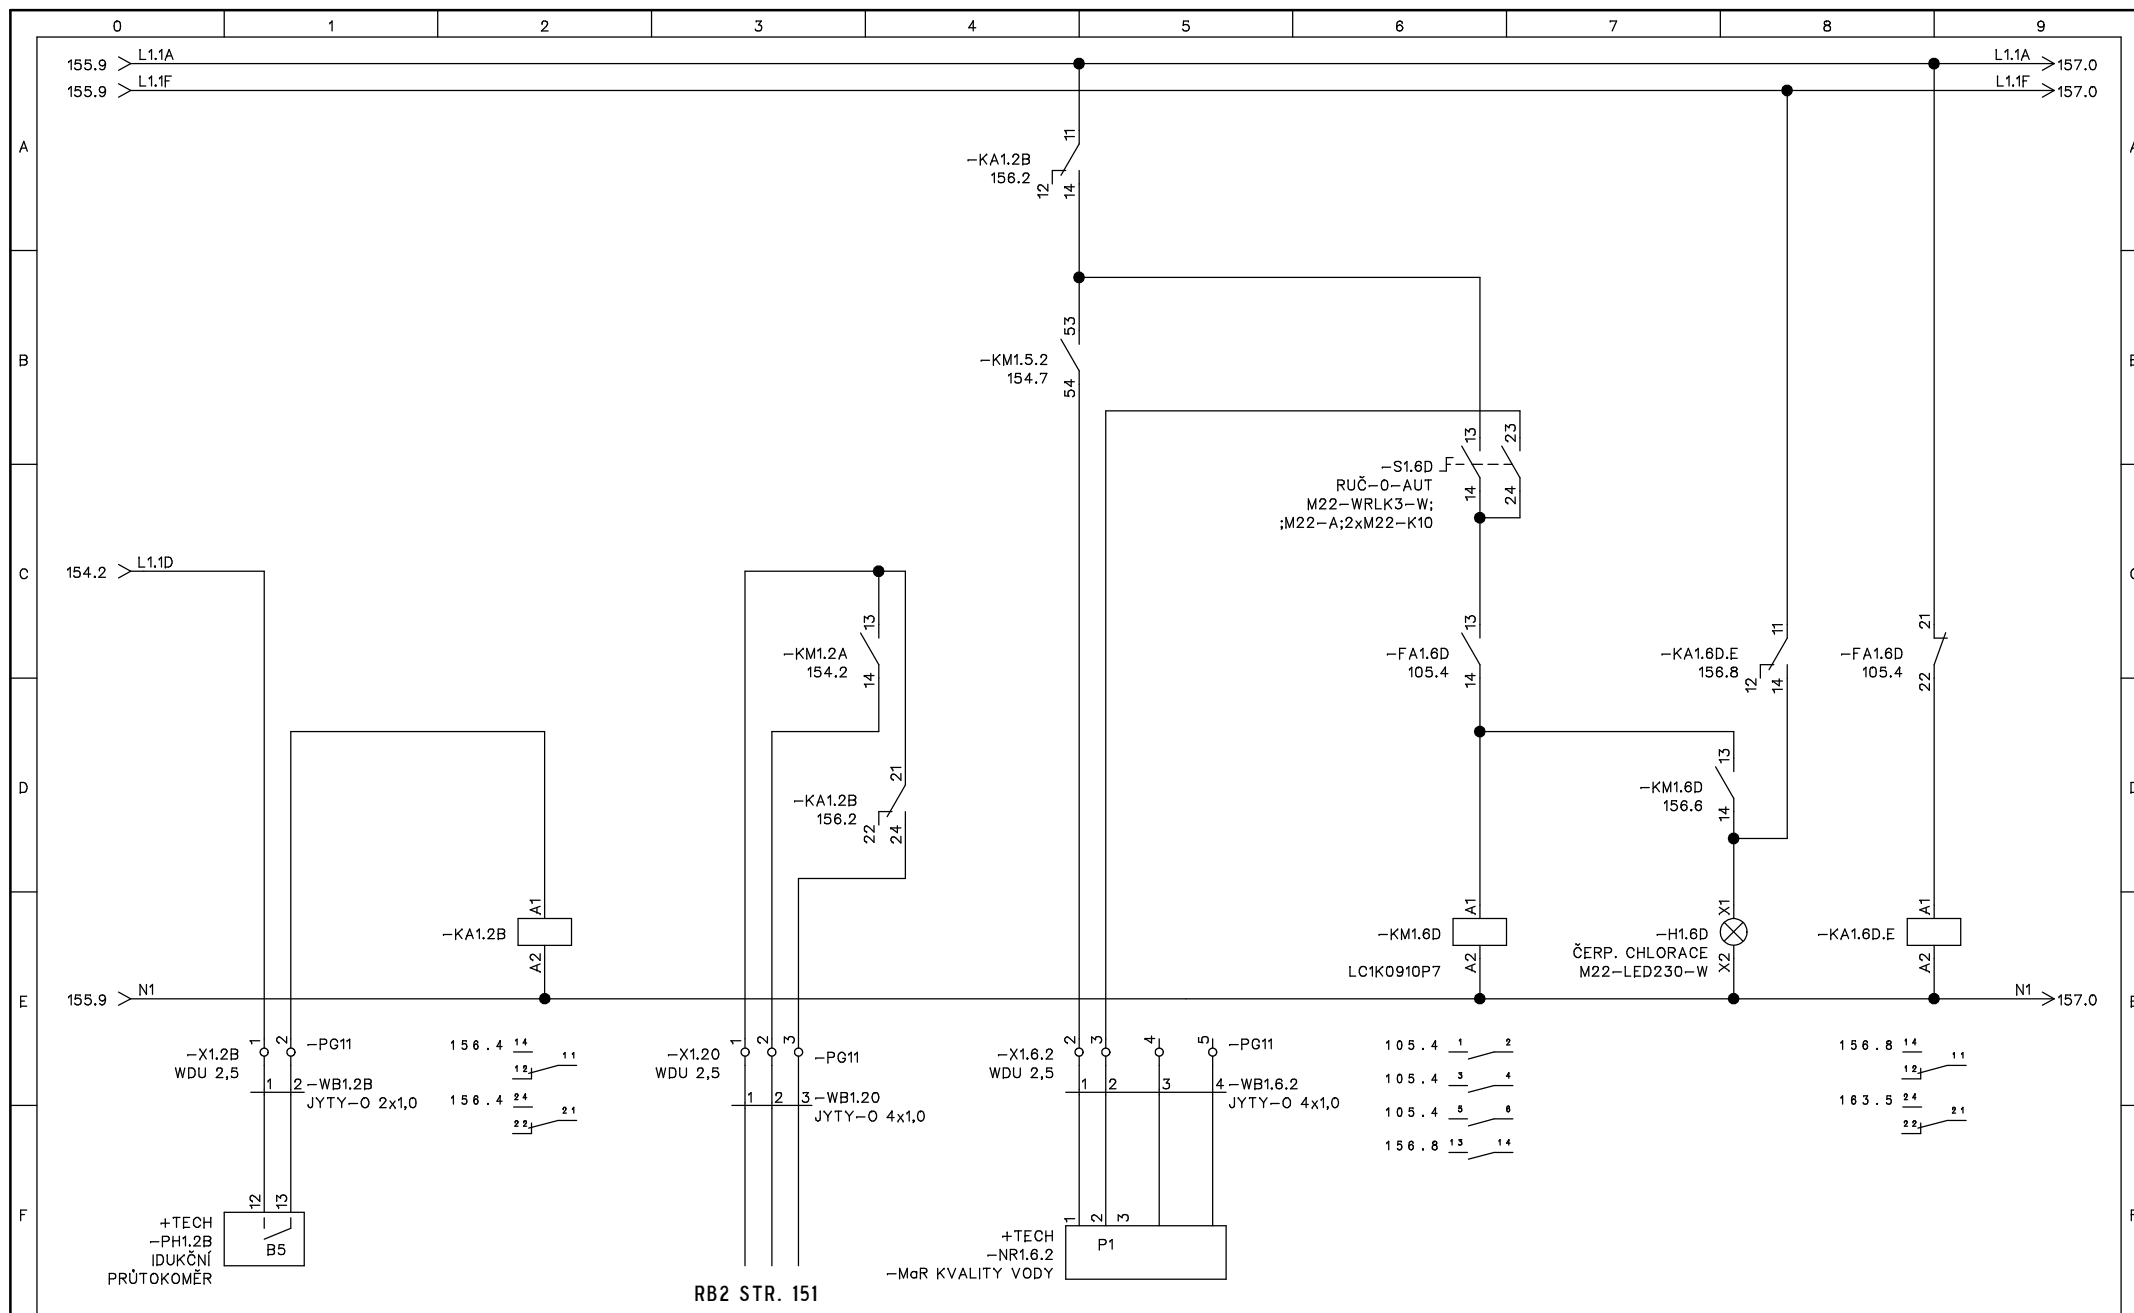 0 1 2 3 4 5 6 7 8 9
155.9 L1.1A L1.1A 157.0
155.9 L1.1F L1.1F 157.0
A
11
-KA1.2B
156.2
12 14
B
53
-KM1.5.2
154.7
54
13 23
-S1.6D
RUČ-0-AUT
M22-WRLK3-W;
;M22-A;2xM22-K10
14 24
C
154.2 L1.1D
13
-KM1.2A
154.2
14
13
-FA1.6D
105.4
14
11
-KA1.6D.E
156.8
12 14
21
-FA1.6D
105.4
22
D
21
-KA1.2B
156.2
22 24
13
-KM1.6D
156.6
14
A1
-KA1.2B
A2
A1
-KM1.6D
LC1K0910P7
A2
X1
-H1.6D
ČERP. CHLORACE
M22-LED230-W
X2
A1
-KA1.6D.E
A2
E
155.9 N1 N1 157.0
1 2 -PG11
-X1.2B
WDU 2,5
1 2 -WB1.2B
JYTY-O 2x1,0
156.4 14
12 11
156.4 24
22 21
1 2 3 -PG11
-X1.20
WDU 2,5
1 2 3 -WB1.20
JYTY-O 4x1,0
2 3 4 5 -PG11
-X1.6.2
WDU 2,5
1 2 3 4 -WB1.6.2
JYTY-O 4x1,0
105.4 1 2
105.4 3 4
105.4 5 6
156.8 13 14
156.8 14
12 11
163.5 24
22 21
F
12 13
+TECH
-PH1.2B
IDUKČNÍ
PRŮTOKOMĚR
B5
RB2 STR. 151
1 2 3
+TECH
-NR1.6.2
-MaR KVALITY VODY
P1